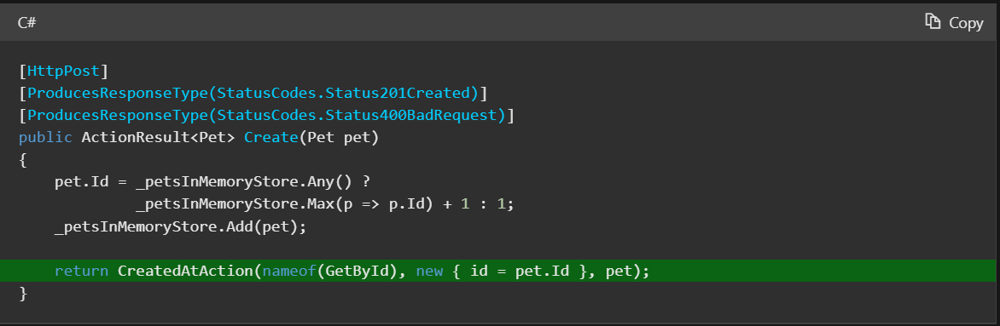 C#
Copy
[HttpPost]
[ProducesResponseType(StatusCodes.Status201Created)]
[ProducesResponseType(StatusCodes.Status400BadRequest)]
public ActionResult<Pet> Create(Pet pet)
{
    pet.Id = _petsInMemoryStore.Any() ?
             _petsInMemoryStore.Max(p => p.Id) + 1 : 1;
    _petsInMemoryStore.Add(pet);

    return CreatedAtAction(nameof(GetById), new { id = pet.Id }, pet);
}